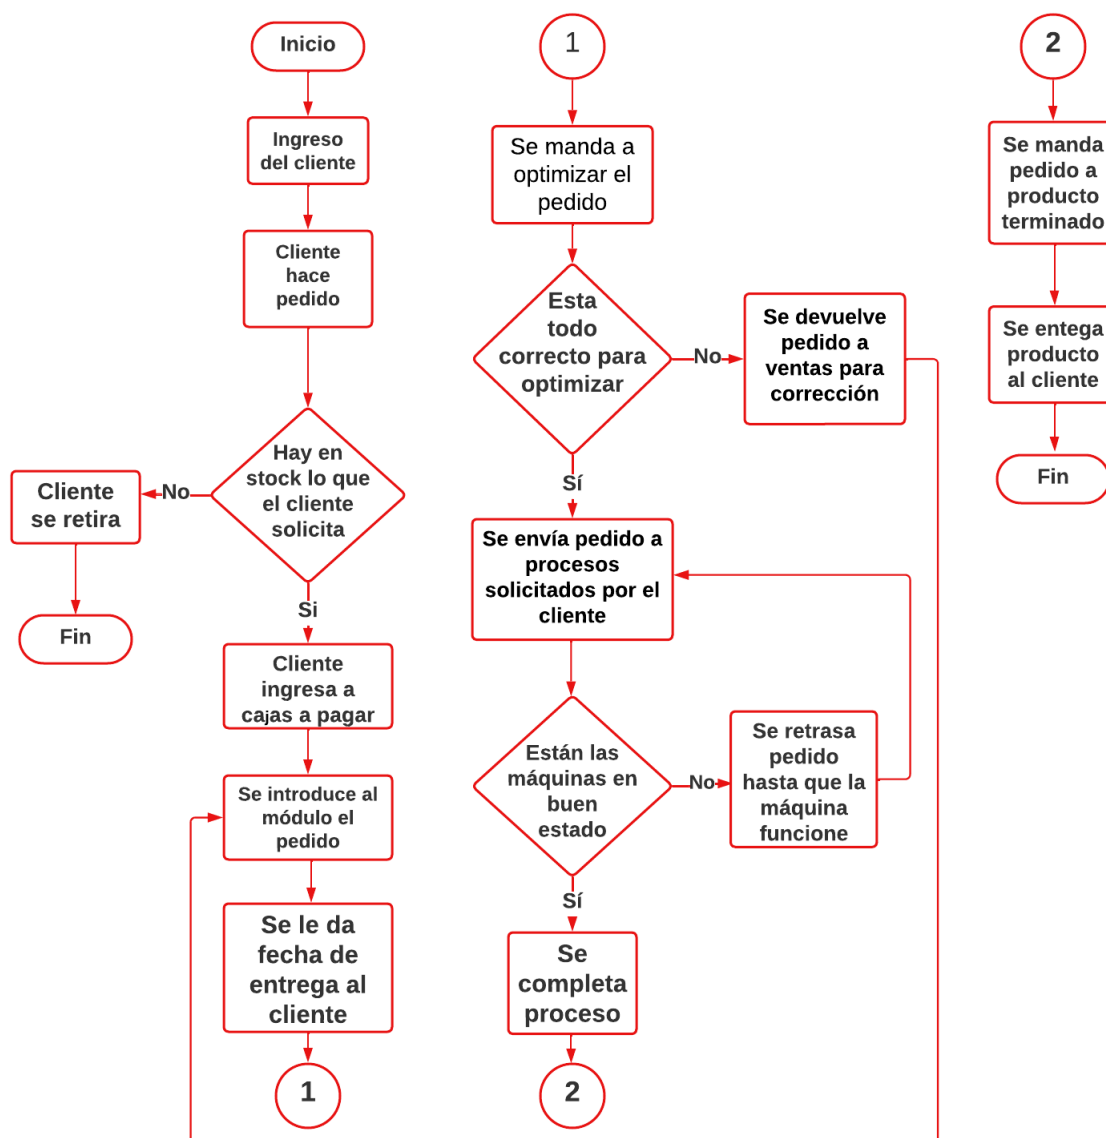 Inicio
Ingreso
del cliente
Cliente
hace
pedido
Hay en
stock lo que
el cliente
solicita
No
Cliente
se retira
Fin
Si
Cliente
ingresa a
cajas a pagar
Se introduce al
módulo el
pedido
Se le da
fecha de
entrega al
cliente
1
1
Se manda a
optimizar el
pedido
Esta
todo
correcto para
optimizar
No
Se devuelve
pedido a
ventas para
corrección
Sí
Se envía pedido a
procesos
solicitados por el
cliente
Están las
máquinas en
buen
estado
No
Se retrasa
pedido
hasta que la
máquina
funcione
Sí
Se
completa
proceso
2
2
Se manda
pedido a
producto
terminado
Se entega
producto
al cliente
Fin